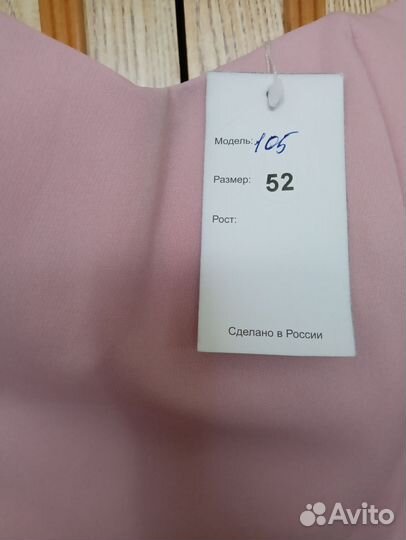 Модель: 105
Размер: 52
Рост:
Сделано в России
Avito